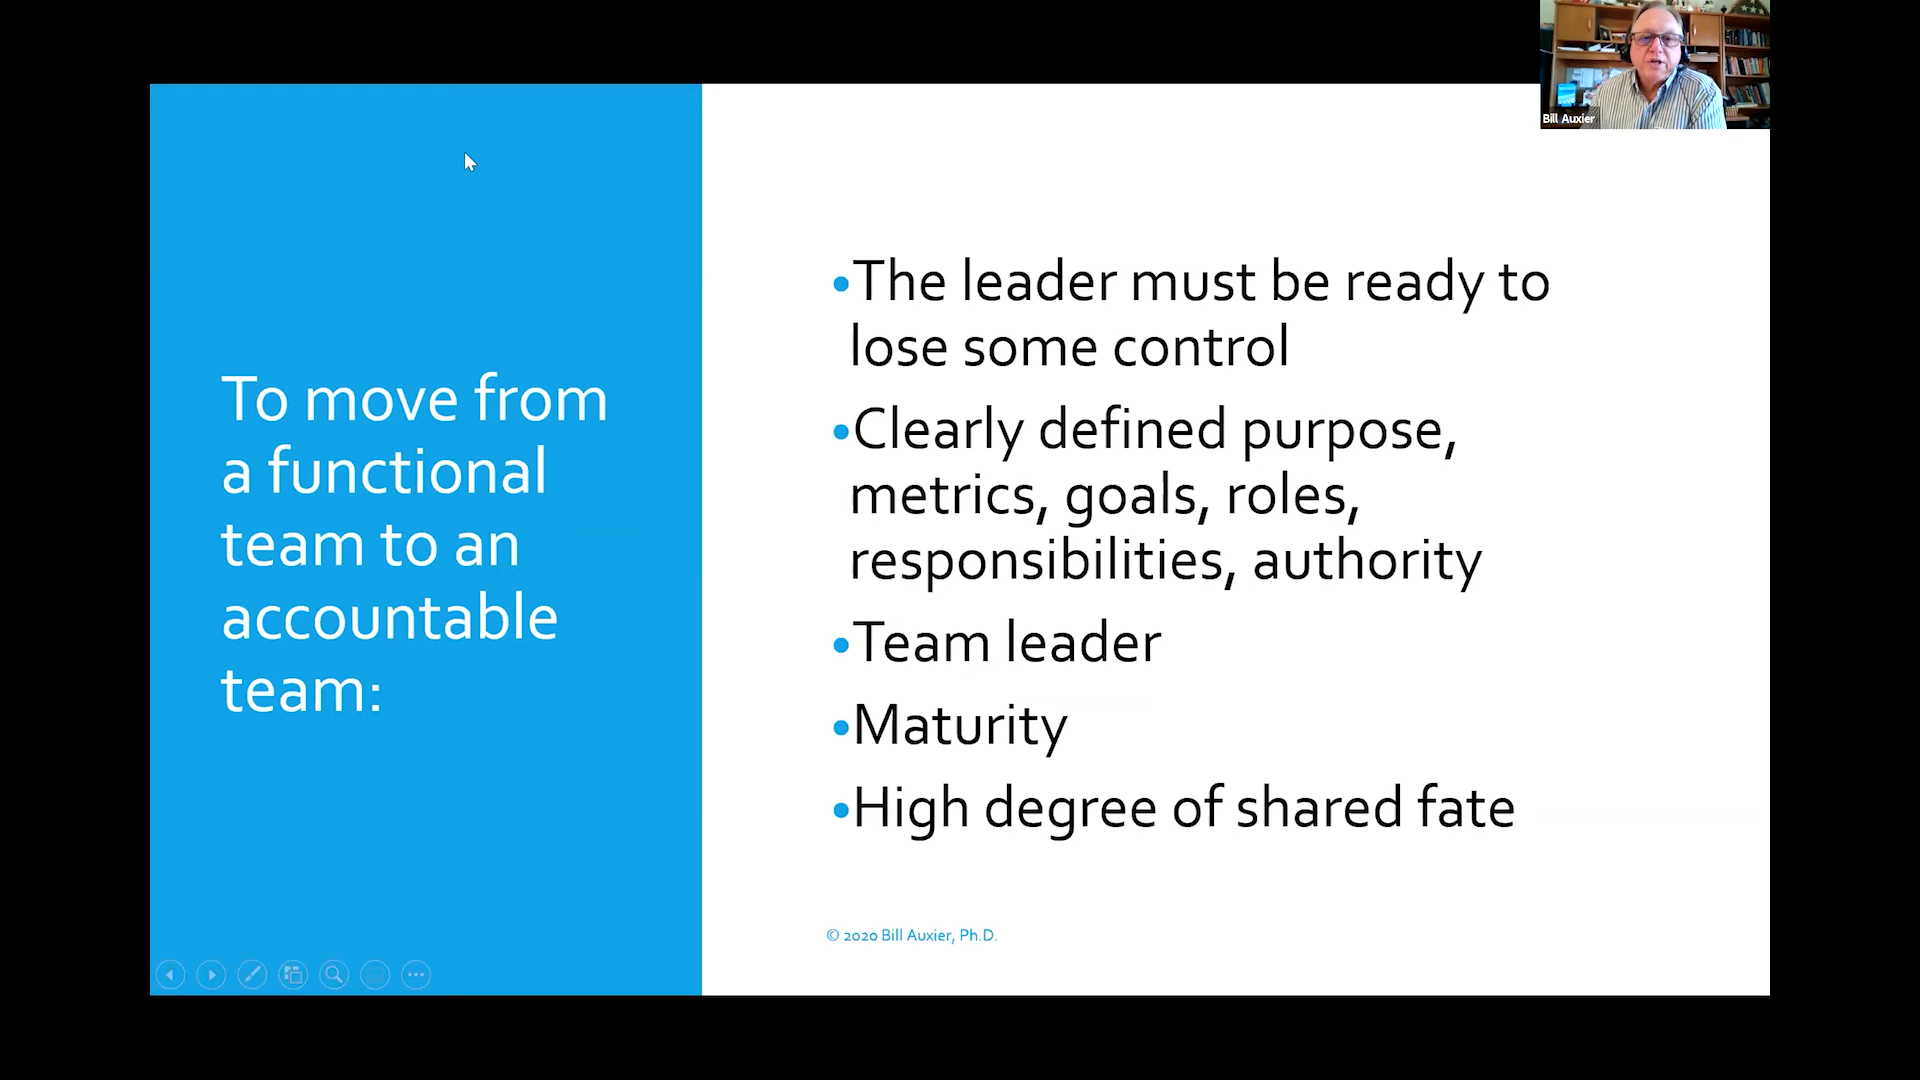 Bill Auxier
To move from
a functional
team to an
accountable
team:
•The leader must be ready to
lose some control
•Clearly defined purpose,
metrics, goals, roles,
responsibilities, authority
•Team leader
•Maturity
•High degree of shared fate
© 2020 Bill Auxier, Ph.D.